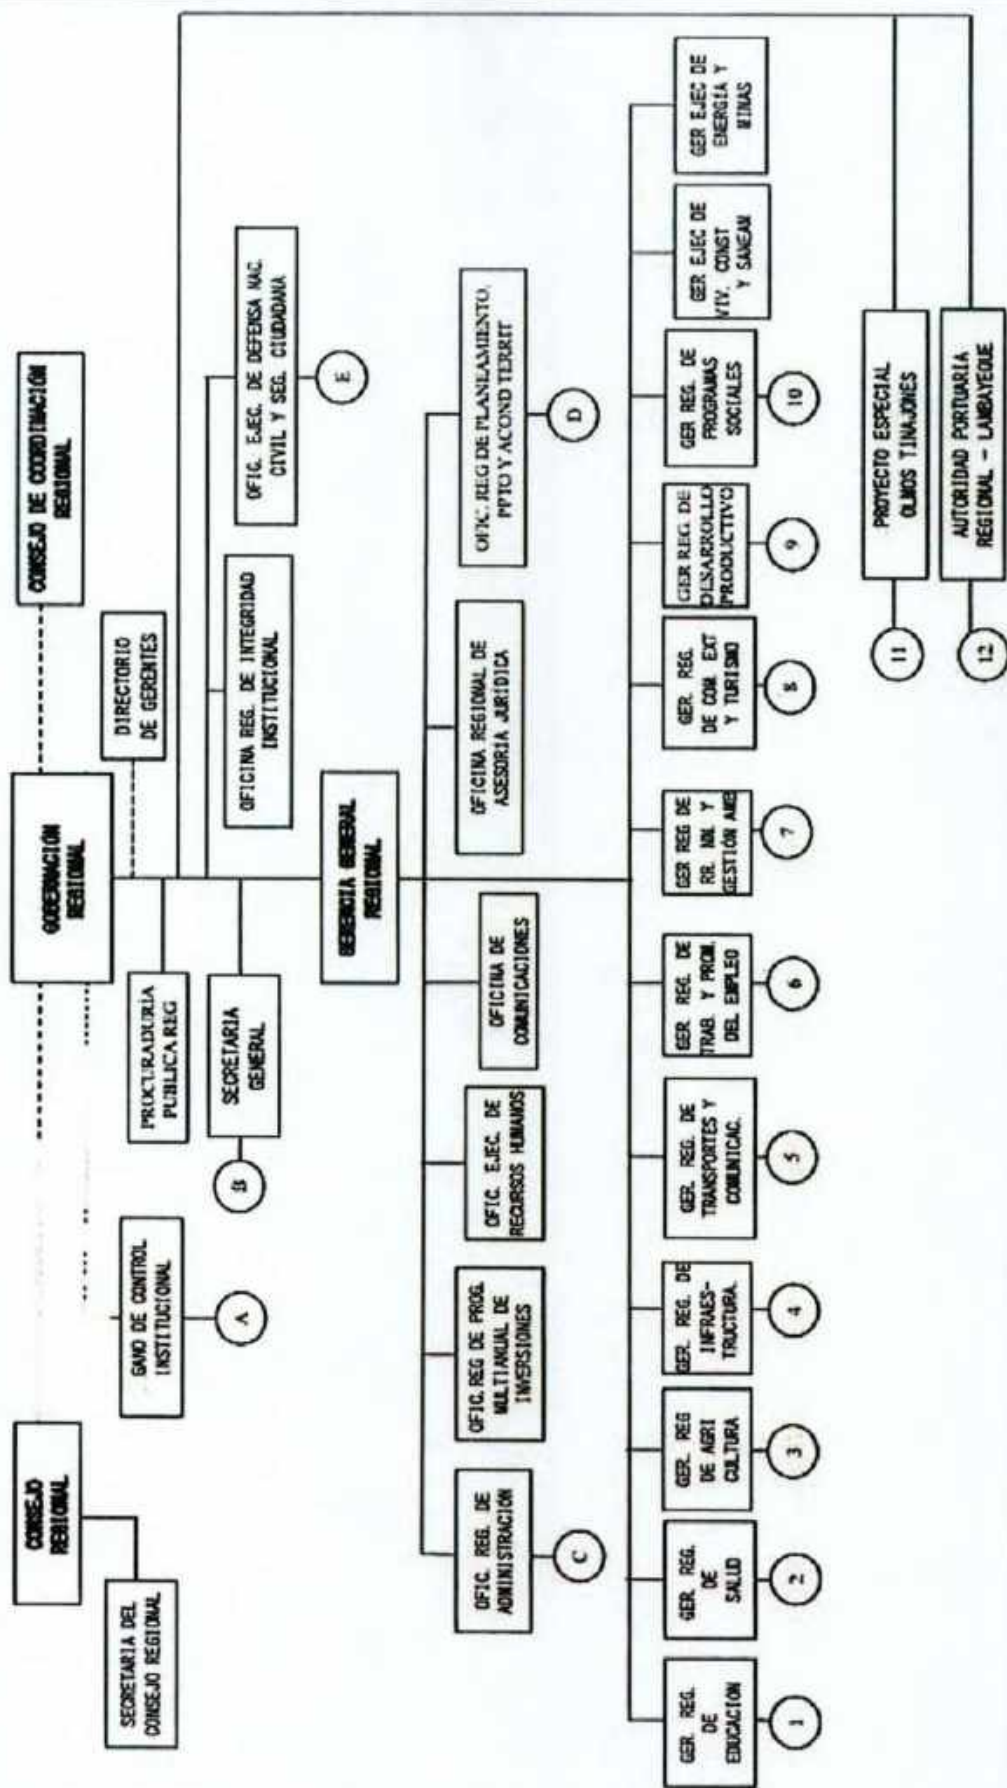 CONSEJO
REGIONAL
GOBERNACIÓN
REGIONAL
CONSEJO DE COORDINACIÓN
REGIONAL
SECRETARIA DEL
CONSEJO REGIONAL
GANO DE CONTROL
INSTITUCIONAL
A
PROCURADURÍA
PUBLICA REG
DIRECTORIO
DE GERENTES
SECRETARIA
GENERAL
B
OFICINA REG. DE INTEGRIDAD
INSTITUCIONAL
OFIC. EJEC. DE DEFENSA NAC.
CIVIL Y SEG. CIUDADANA
E
GERENCIA GENERAL
REGIONAL
OFIC. REG. DE
ADMINISTRACIÓN
C
OFIC. REG DE PROG.
MULTIANUAL DE
INVERSIONES
OFIC. EJEC. DE
RECURSOS HUMANOS
OFICINA DE
COMUNICACIONES
OFICINA REGIONAL DE
ASESORIA JURÍDICA
OFIC. REG DE PLANEAMIENTO.
PPTO Y ACOND TERRIT
D
GER. REG.
DE
EDUCACIÓN
1
GER. REG.
DE
SALUD
2
GER. REG
DE AGRI
CULTURA
3
GER. REG. DE
INFRAES-
TRUCTURA.
4
GER. REG. DE
TRANSPORTES Y
COMUNICAC.
5
GER. REG. DE
TRAB. Y PROM.
DEL EMPLEO
6
GER REG DE
RR. NN. Y
GESTIÓN AMB
7
GER. REG.
DE COM. EXT
Y TURISMO
8
GER REG DE
DESARROLLO
PRODUCTIVO
9
GER REG. DE
PROGRAMAS
SOCIALES
10
GER EJEC DE
VIV. CONST
Y SANEAM
GER EJEC DE
ENERGÍA Y
MINAS
11
PROYECTO ESPECIAL
OLMOS TINAJONES
12
AUTORIDAD PORTUARIA
REGIONAL - LAMBAYEQUE